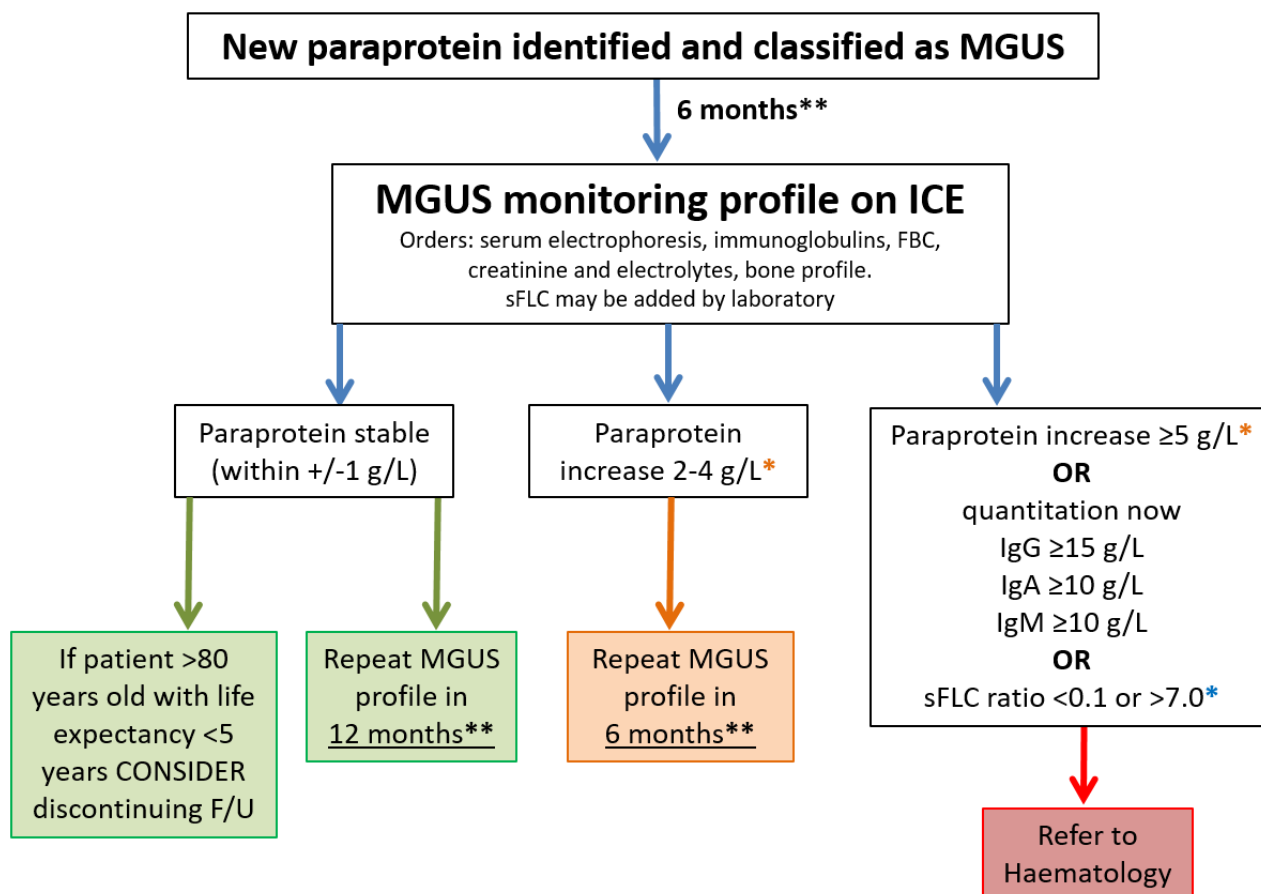 New paraprotein identified and classified as MGUS
6 months**
MGUS monitoring profile on ICE
Orders: serum electrophoresis, immunoglobulins, FBC,
creatinine and electrolytes, bone profile.
sFLC may be added by laboratory
Paraprotein stable
(within +/-1 g/L)
Paraprotein
increase 2-4 g/L*
Paraprotein increase ≥5 g/L*
OR
quantitation now
IgG ≥15 g/L
IgA ≥10 g/L
IgM ≥10 g/L
OR
sFLC ratio <0.1 or >7.0*
If patient >80
years old with life
expectancy <5
years CONSIDER
discontinuing F/U
Repeat MGUS
profile in
12 months**
Repeat MGUS
profile in
6 months**
Refer to
Haematology